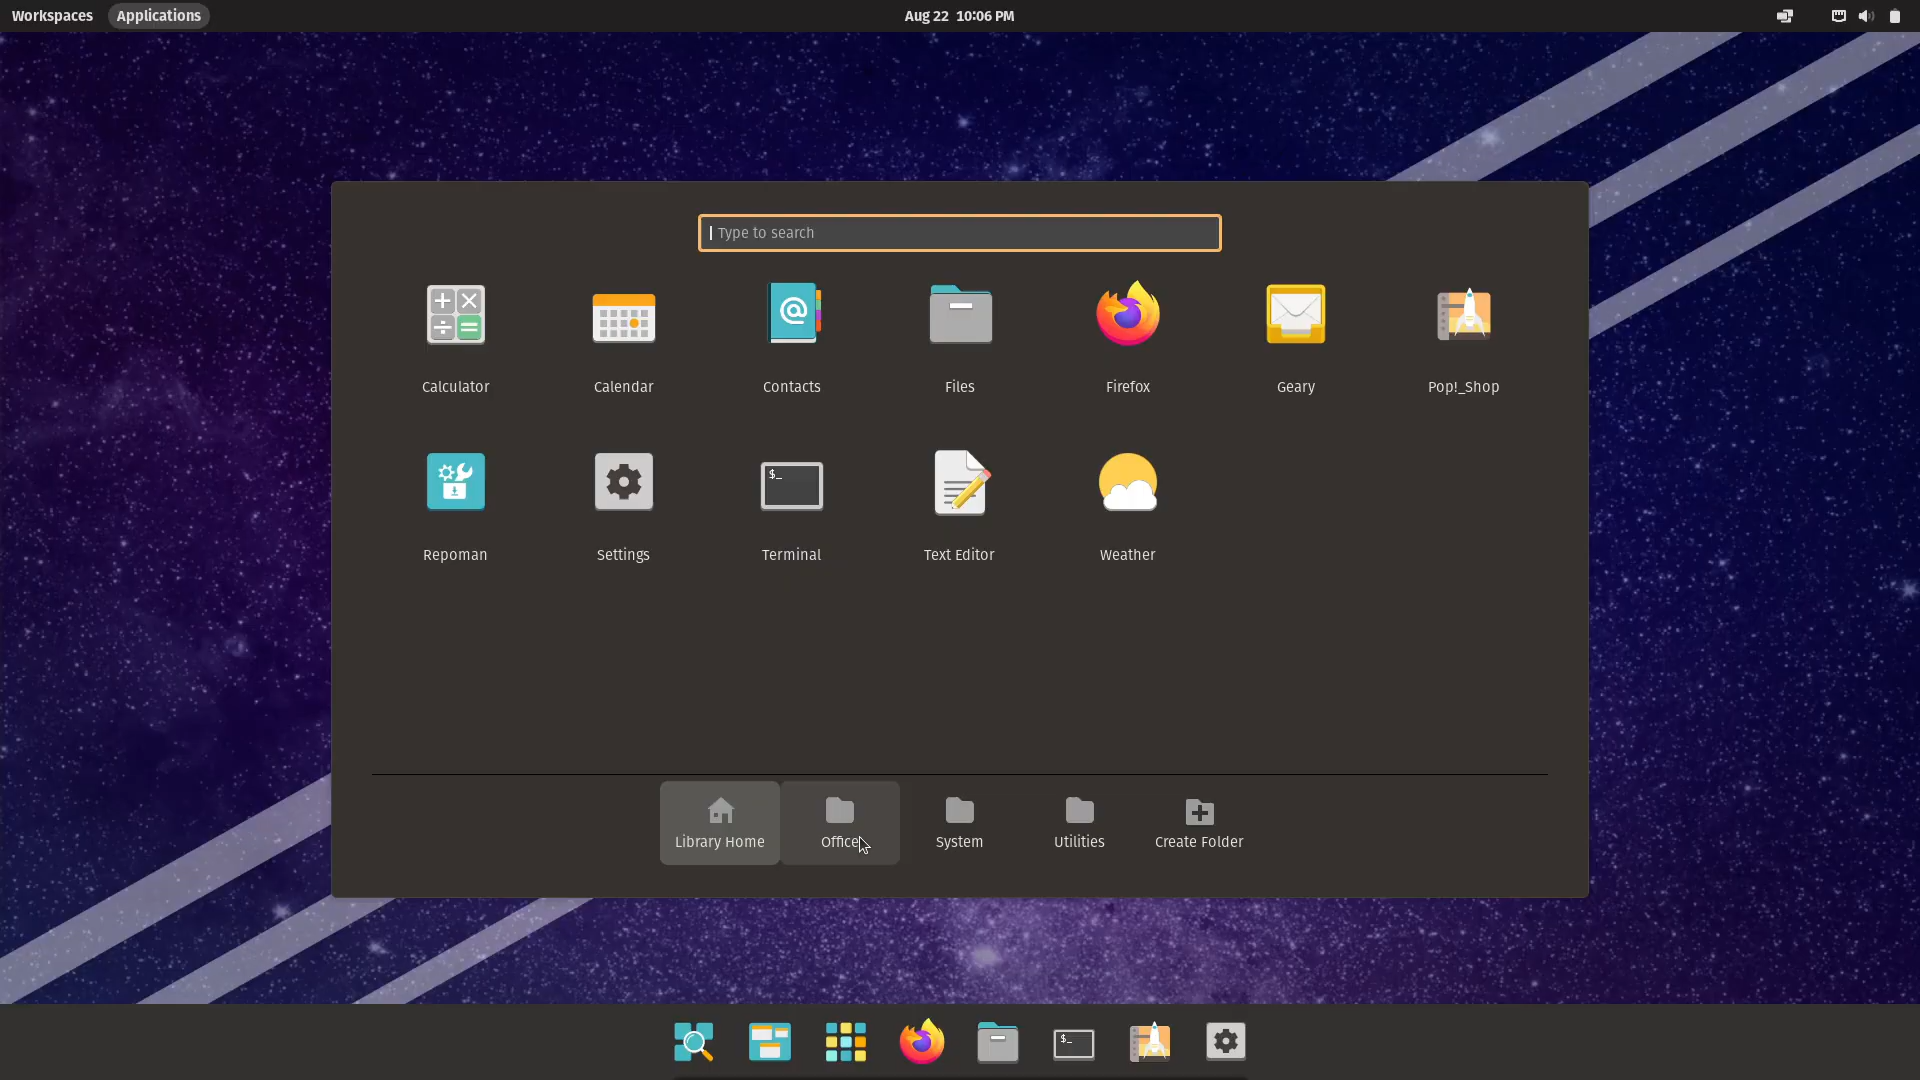 Workspaces Applications Aug 22 10:06 PM
Type to search
Calculator Calendar Contacts Files Firefox Geary Pop!_Shop
Repoman Settings Terminal Text Editor Weather
Library Home Office System Utilities Create Folder